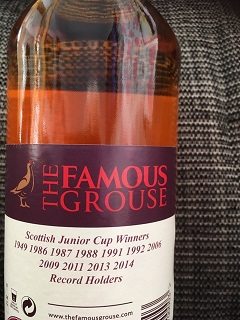 THE FAMOUS
GROUSE
Scottish Junior Cup Winners
1949 1986 1987 1988 1991 1992 2006
2009 2011 2013 2014
Record Holders
www.thefamousgrouse.com